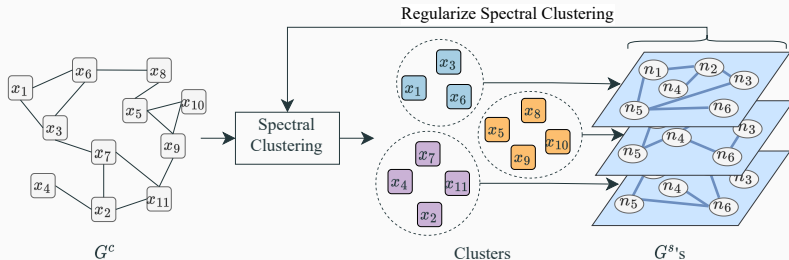 Regularize Spectral Clustering
x₁
x₆
x₈
x₅
x₁₀
x₃
x₇
x₉
x₄
x₂
x₁₁
Gᶜ
Spectral
Clustering
x₃
x₁
x₆
x₈
x₅
x₁₀
x₉
x₇
x₄
x₁₁
x₂
Clusters
n₁
n₂
n₃
n₄
n₅
n₆
n₃
n₄
n₅
n₆
n₃
n₄
n₅
n₆
Gˢ's